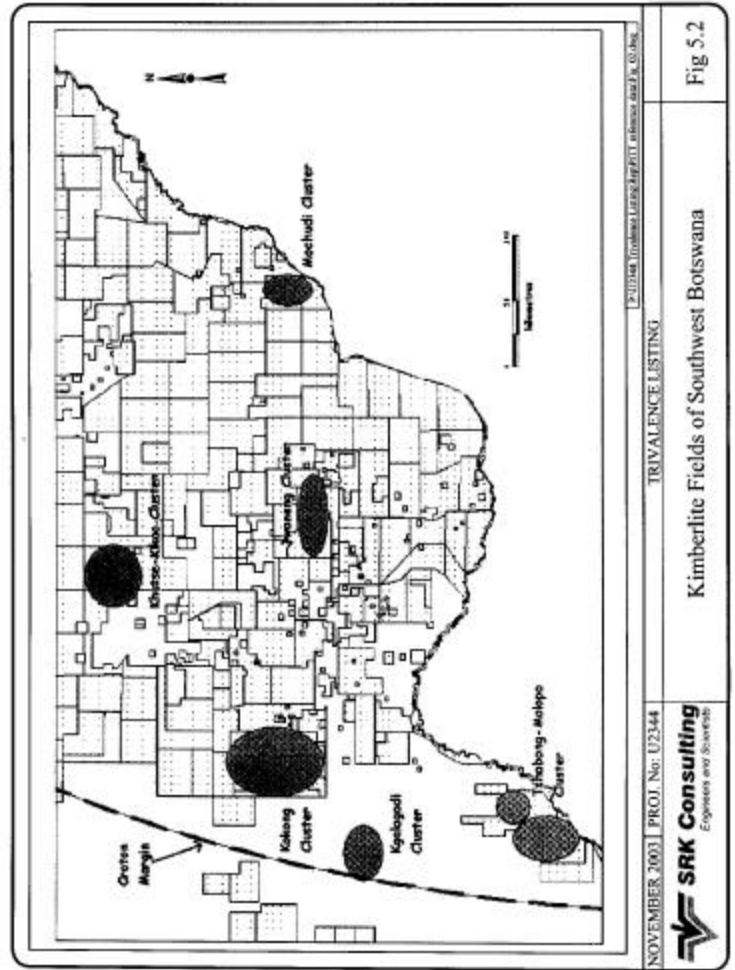 N
Mochudi Cluster
Khutse-Kikao Cluster
Jwaneng Cluster
Kokong
Cluster
Kgalagadi
Cluster
Tshabong-Molopo
Cluster
Craton
Margin
kilometres
NOVEMBER 2003
PROJ. No: U2344
TRIVALENCE LISTING
SRK Consulting
Engineers and Scientists
Kimberlite Fields of Southwest Botswana
Fig 5.2